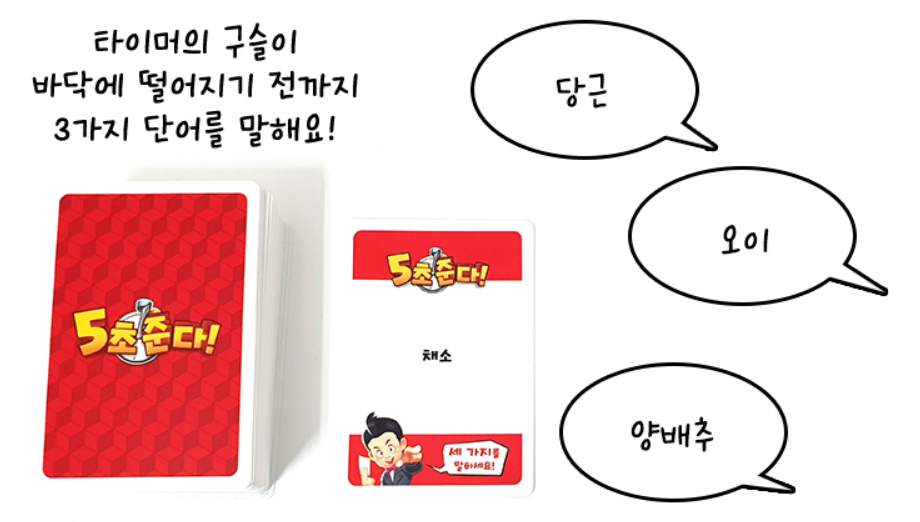 타이머의 구슬이
바닥에 떨어지기 전까지
3가지 단어를 말해요!
당근
오이
양배추
5초준다!
5초준다!
채소
세 가지를
말하세요!